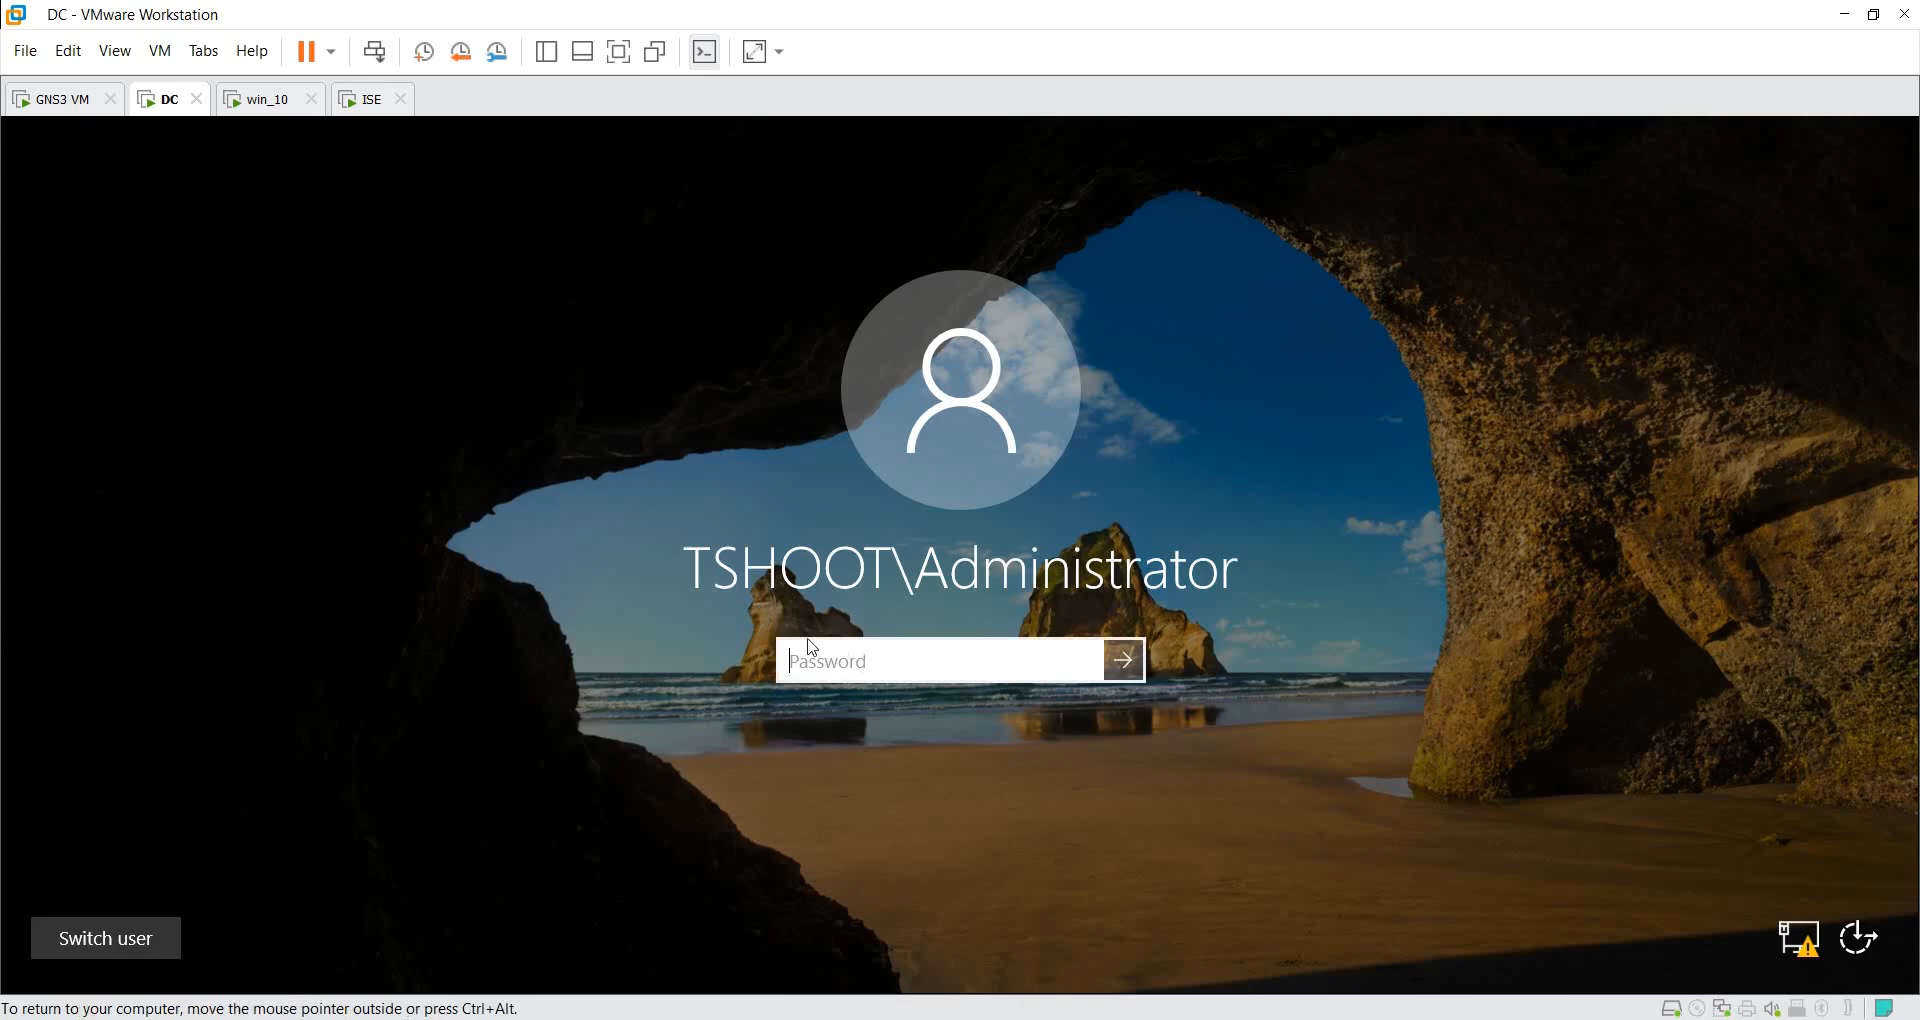 DC - VMware Workstation
File Edit View VM Tabs Help
GNS3 VM DC win_10 ISE
TSHOOT\Administrator
Password
Switch user
To return to your computer, move the mouse pointer outside or press Ctrl+Alt.